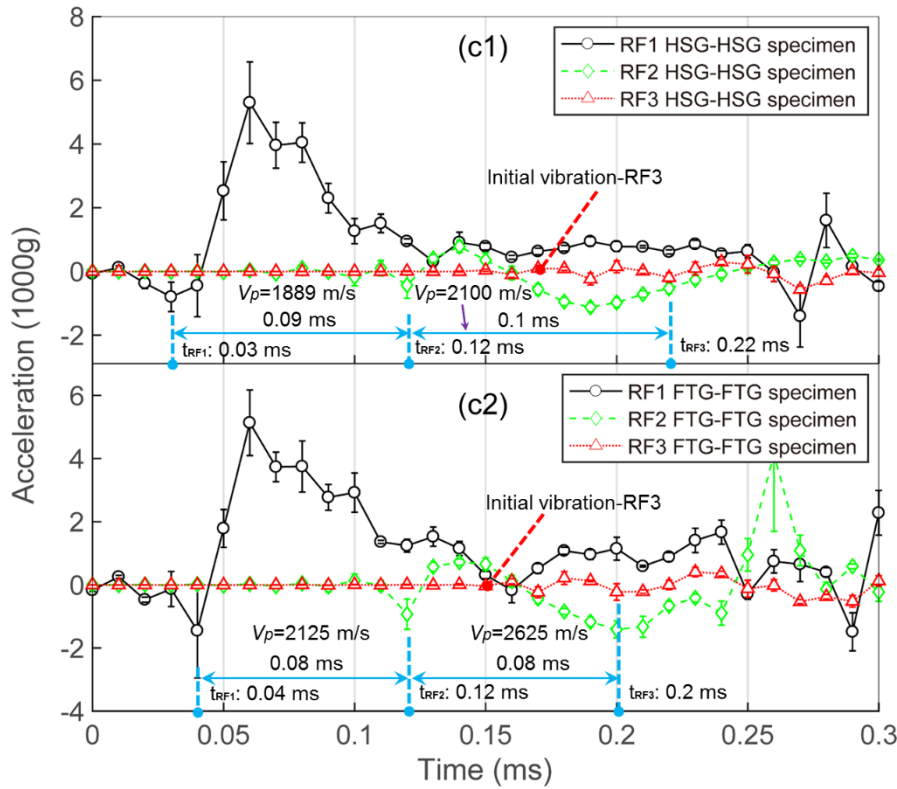 8
(c1)
RF1 HSG-HSG specimen
RF2 HSG-HSG specimen
RF3 HSG-HSG specimen
6
4
Initial vibration-RF3
2
0
Vp=1889 m/s
Vp=2100 m/s
0.09 ms
0.1 ms
-2
tRF1: 0.03 ms
tRF2: 0.12 ms
tRF3: 0.22 ms
(c2)
RF1 FTG-FTG specimen
RF2 FTG-FTG specimen
RF3 FTG-FTG specimen
6
4
Initial vibration-RF3
2
0
Vp=2125 m/s
Vp=2625 m/s
-2
0.08 ms
0.08 ms
tRF1: 0.04 ms
tRF2: 0.12 ms
tRF3: 0.2 ms
-4
0
0.05
0.1
0.15
0.2
0.25
0.3
Time (ms)
Acceleration (1000g)